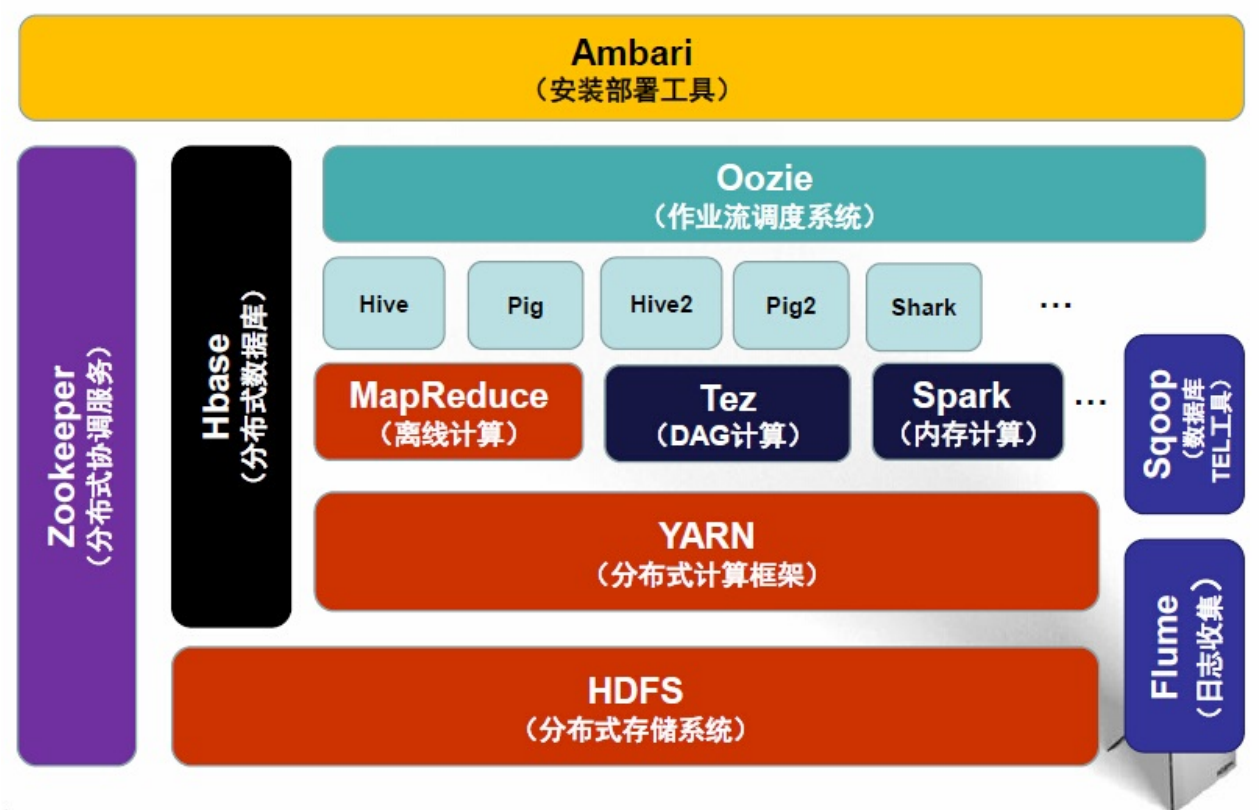 Ambari
（安装部署工具）
Zookeeper
（分布式协调服务）
Hbase
（分布式数据库）
Oozie
（作业流调度系统）
Hive
Pig
Hive2
Pig2
Shark
...
MapReduce
（离线计算）
Tez
（DAG计算）
Spark
（内存计算）
...
Sqoop
（数据库
TEL工具）
YARN
（分布式计算框架）
Flume
（日志收集）
HDFS
（分布式存储系统）